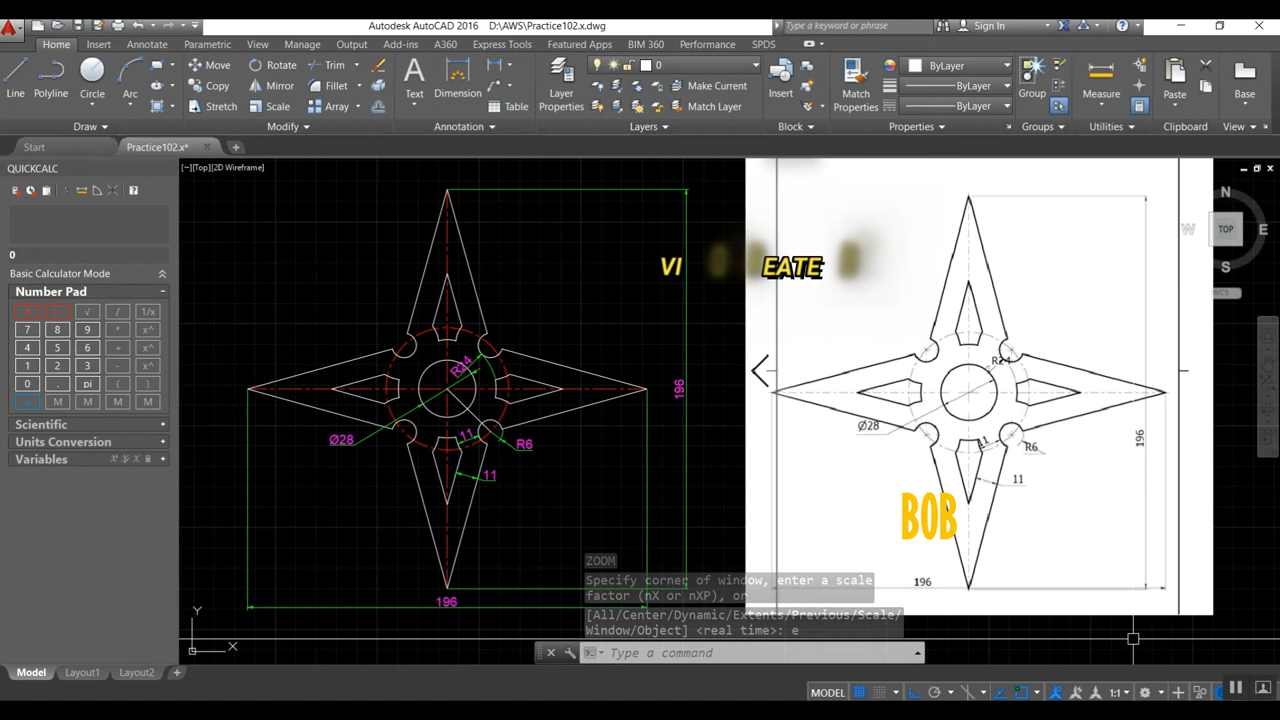 Autodesk AutoCAD 2016 D:\AWS\Practice102.x.dwg
Type a keyword or phrase
Sign In
Home Insert Annotate Parametric View Manage Output Add-ins A360 Express Tools Featured Apps BIM 360 Performance SPDS
Line Polyline Circle Arc
Move Rotate Trim
Copy Mirror Fillet
Stretch Scale Array
Text Dimension
Table
Layer Properties
0
Make Current
Match Layer
Insert
Match Properties
ByLayer
ByLayer
ByLayer
Group
Measure
Paste
Base
Draw Modify Annotation Layers Block Properties Groups Utilities Clipboard View
Start Practice102.x*
QUICKCALC
0
Basic Calculator Mode
Number Pad
√ / 1/x
7 8 9 * x^
4 5 6 + x^
1 2 3 - x^
0 . pi ( )
= M M M M
Scientific
Units Conversion
Variables
[−][Top][2D Wireframe]
R24
Ø28
11
R6
11
196
196
VI EATE
R24
Ø28
11
R6
11
196
196
BOB
N
W TOP E
S
WCS
ZOOM
Specify corner of window, enter a scale
factor (nX or nXP), or
[All/Center/Dynamic/Extents/Previous/Scale/
Window/Object] <real time>: e
Type a command
Y
X
Model Layout1 Layout2
MODEL 1:1